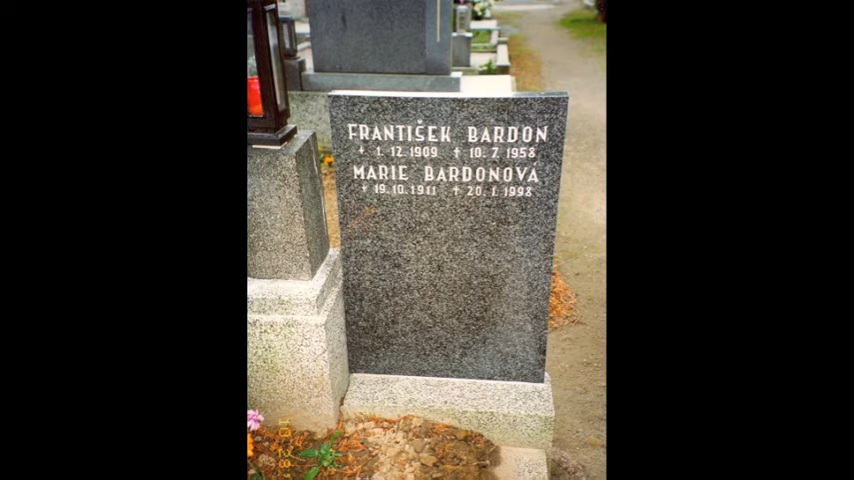 FRANTIŠEK BARDON
✝ 1. 12. 1909 ✝ 10. 7. 1958
MARIE BARDONOVÁ
✝ 19. 10. 1911 ✝ 20. 1. 1998